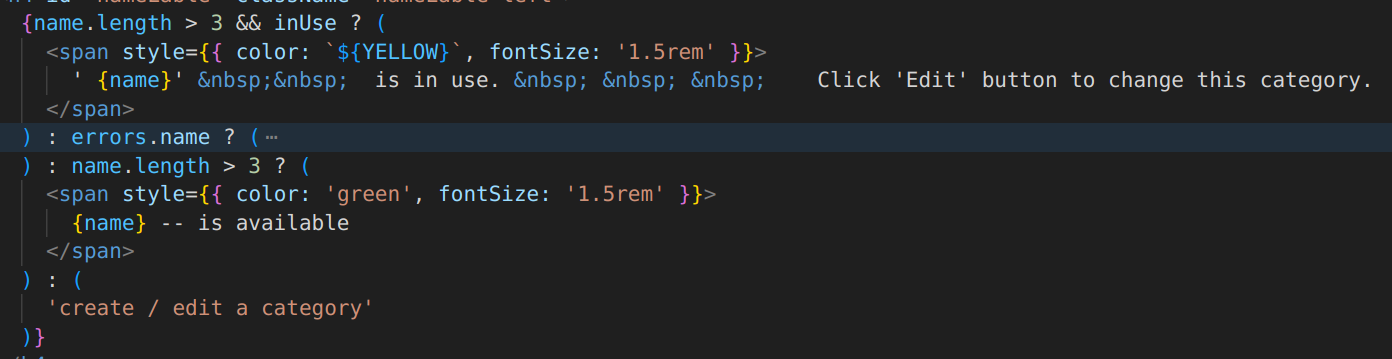 {name.length > 3 && inUse ? (
<span style={{ color: `${YELLOW}`, fontSize: '1.5rem' }}>
' {name}' &nbsp;&nbsp; is in use. &nbsp; &nbsp; &nbsp; Click 'Edit' button to change this category.
</span>
) : errors.name ? (⋯
) : name.length > 3 ? (
<span style={{ color: 'green', fontSize: '1.5rem' }}>
{name} -- is available
</span>
) : (
'create / edit a category'
)}